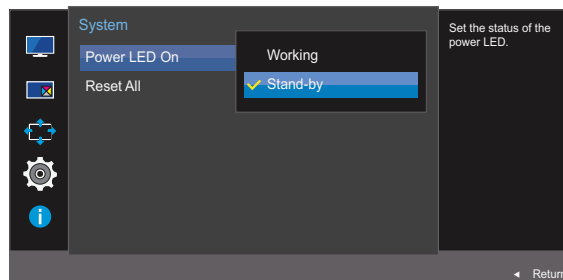 System
Power LED On
Working
Reset All
Stand-by
Set the status of the
power LED.
Return